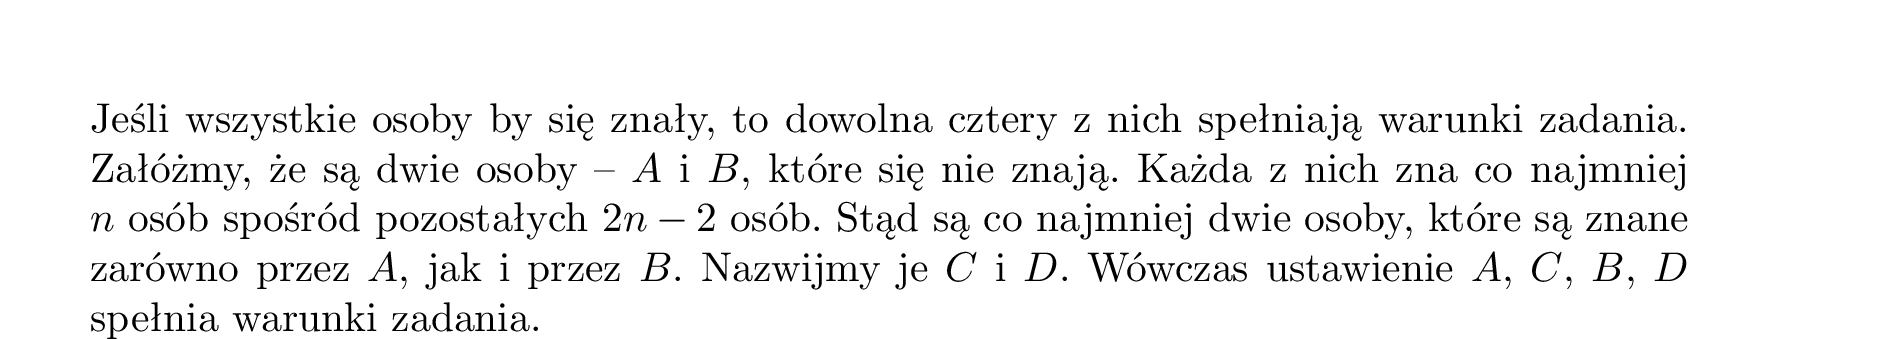 Jeśli wszystkie osoby by się znały, to dowolna cztery z nich spełniają warunki zadania.
Załóżmy, że są dwie osoby – A i B, które się nie znają. Każda z nich zna co najmniej
n osób spośród pozostałych 2n − 2 osób. Stąd są co najmniej dwie osoby, które są znane
zarówno przez A, jak i przez B. Nazwijmy je C i D. Wówczas ustawienie A, C, B, D
spełnia warunki zadania.